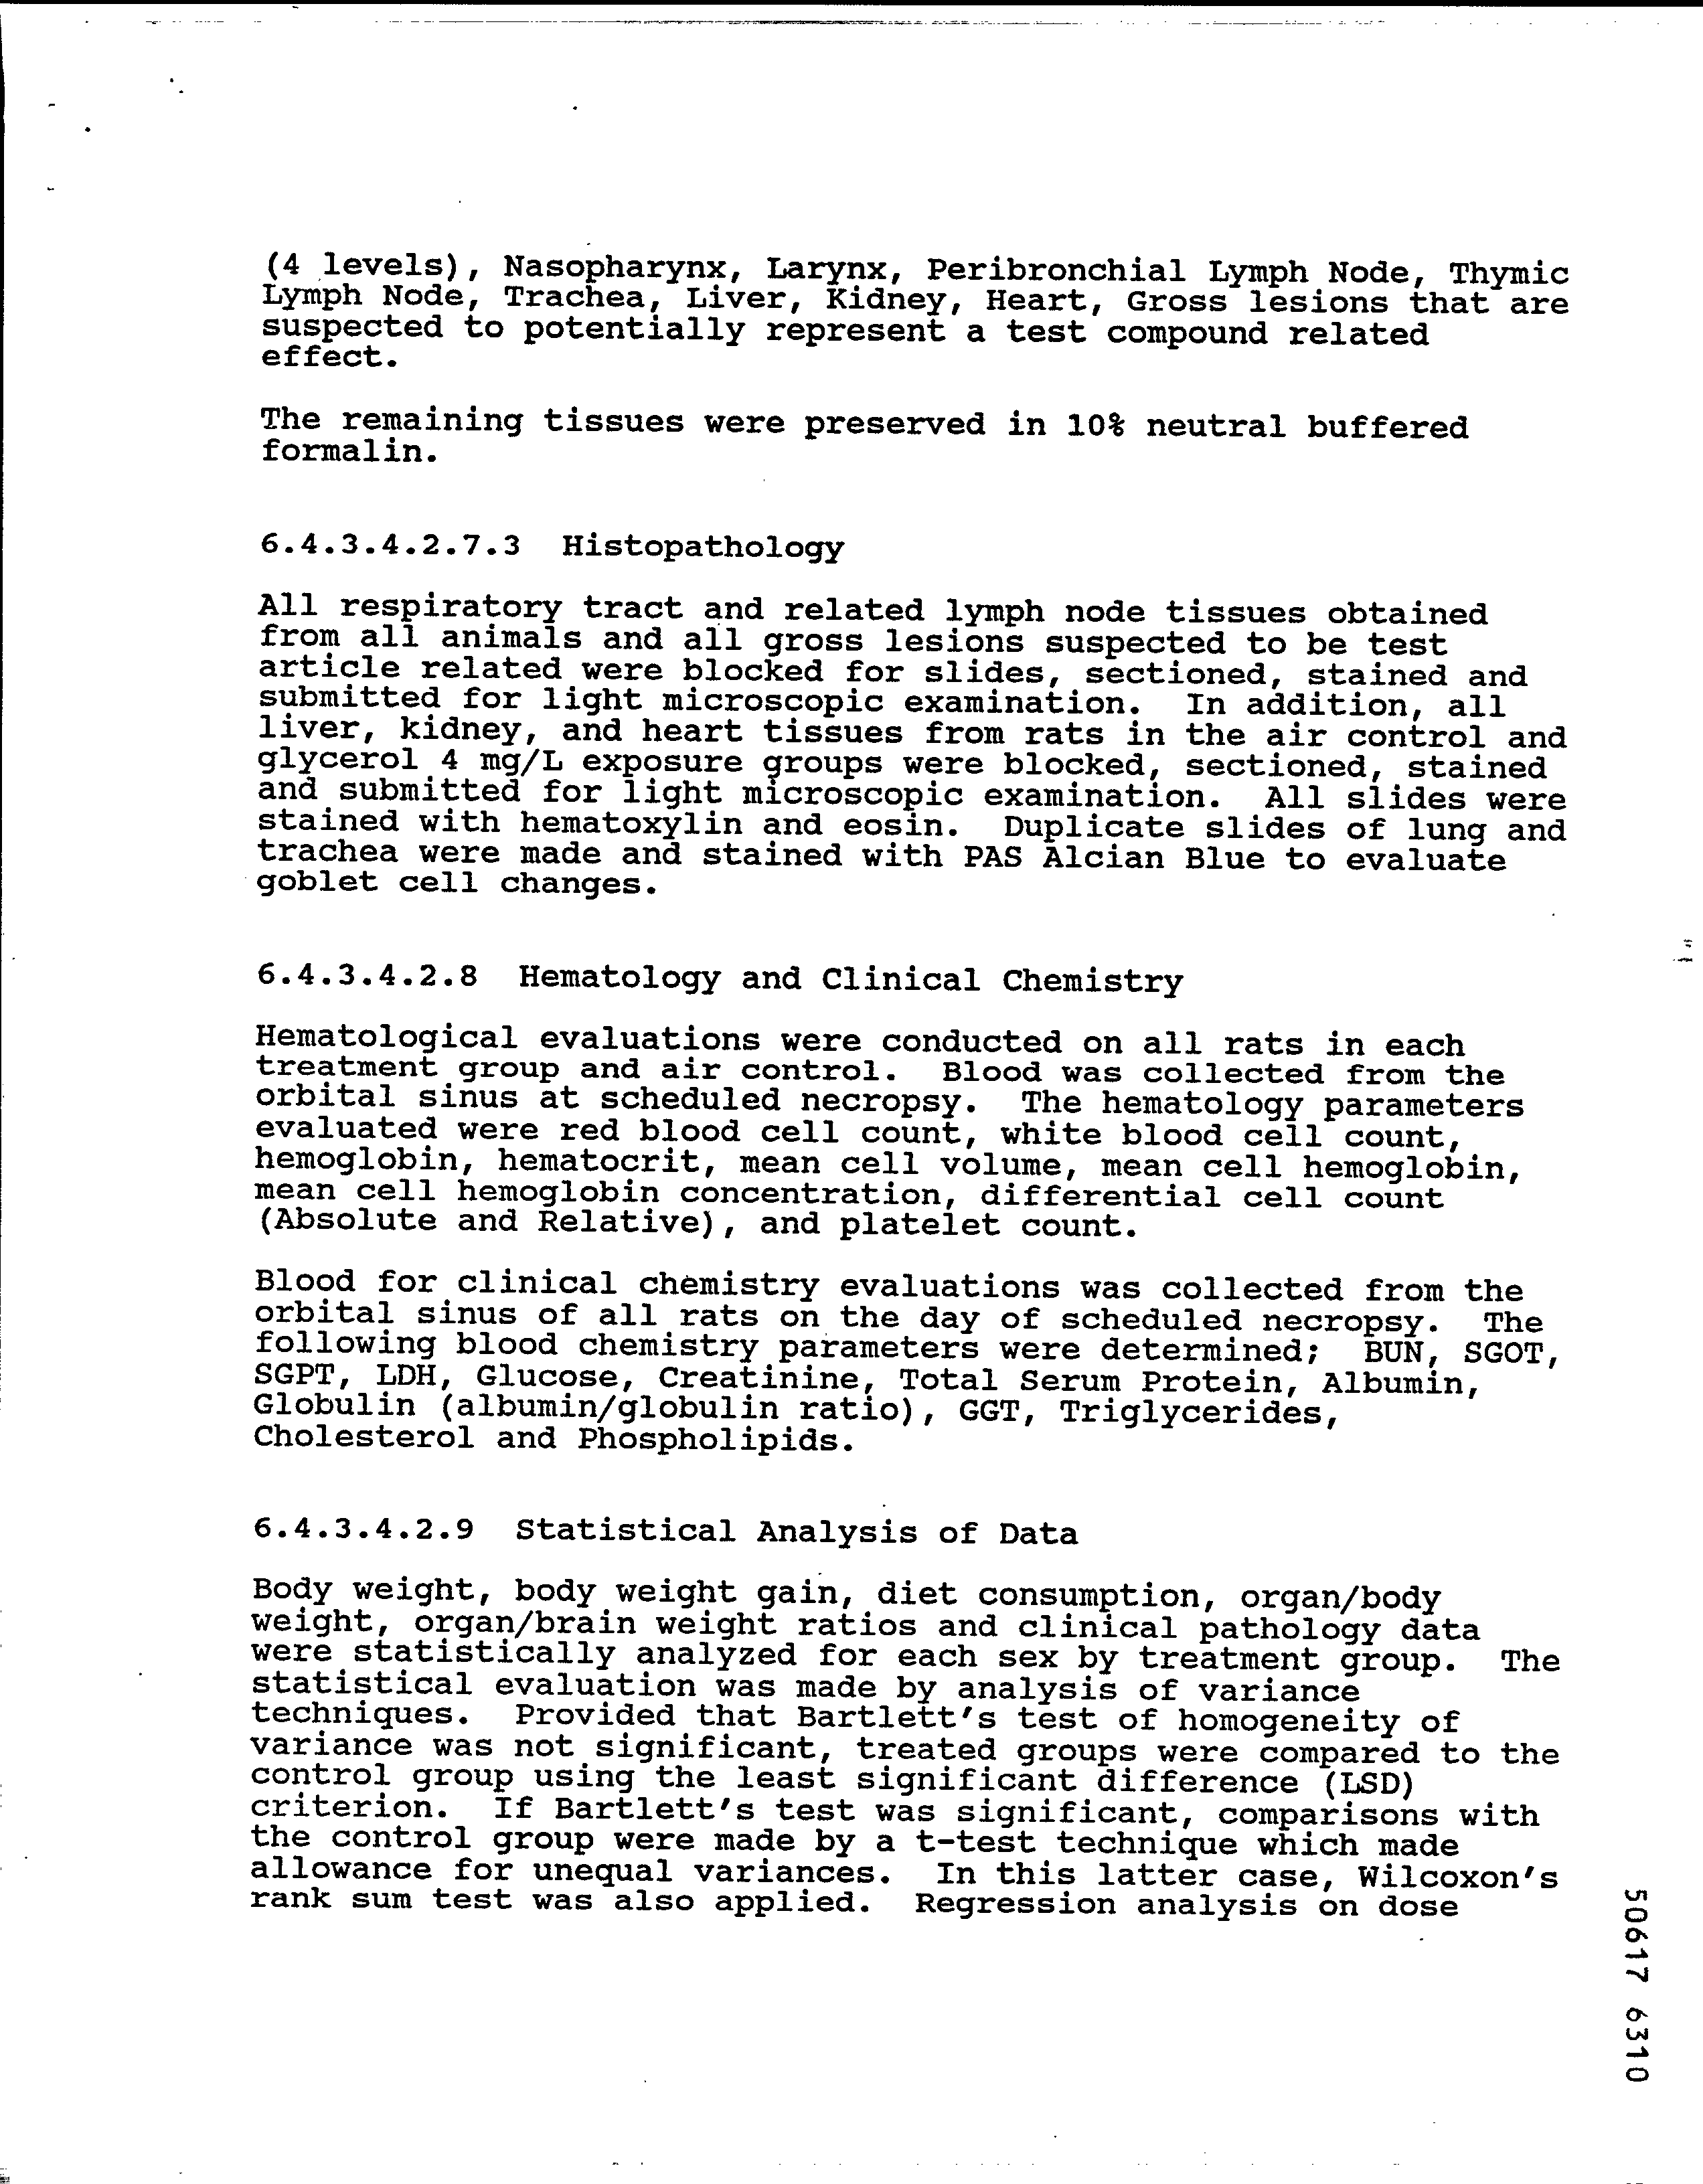 (4 levels), Nasopharynx, Larynx, Peribronchial Lymph Node, Thymic
Lymph Node, Trachea, Liver, Kidney, Heart, Gross lesions that are
suspected to potentially represent a test compound related
effect.
The remaining tissues were preserved in 10% neutral buffered
formalin.
6.4.3.4.2.7.3 Histopathology
All respiratory tract and related lymph node tissues obtained
from all animals and all gross lesions suspected to be test
article related were blocked for slides, sectioned, stained and
submitted for light microscopic examination. In addition, all
liver, kidney, and heart tissues from rats in the air control and
glycerol 4 mg/L exposure groups were blocked, sectioned, stained
and submitted for light microscopic examination. All slides were
stained with hematoxylin and eosin. Duplicate slides of lung and
trachea were made and stained with PAS Alcian Blue to evaluate
goblet cell changes.
6.4.3.4.2.8 Hematology and Clinical Chemistry
Hematological evaluations were conducted on all rats in each
treatment group and air control. Blood was collected from the
orbital sinus at scheduled necropsy. The hematology parameters
evaluated were red blood cell count, white blood cell count,
hemoglobin, hematocrit, mean cell volume, mean cell hemoglobin,
mean cell hemoglobin concentration, differential cell count
(Absolute and Relative), and platelet count.
Blood for clinical chemistry evaluations was collected from the
orbital sinus of all rats on the day of scheduled necropsy. The
following blood chemistry parameters were determined; BUN, SGOT,
SGPT, LDH, Glucose, Creatinine, Total Serum Protein, Albumin,
Globulin (albumin/globulin ratio), GGT, Triglycerides,
Cholesterol and Phospholipids.
6.4.3.4.2.9 Statistical Analysis of Data
Body weight, body weight gain, diet consumption, organ/body
weight, organ/brain weight ratios and clinical pathology data
were statistically analyzed for each sex by treatment group. The
statistical evaluation was made by analysis of variance
techniques. Provided that Bartlett's test of homogeneity of
variance was not significant, treated groups were compared to the
control group using the least significant difference (LSD)
criterion. If Bartlett's test was significant, comparisons with
the control group were made by a t-test technique which made
allowance for unequal variances. In this latter case, Wilcoxon's
rank sum test was also applied. Regression analysis on dose
50617 6310